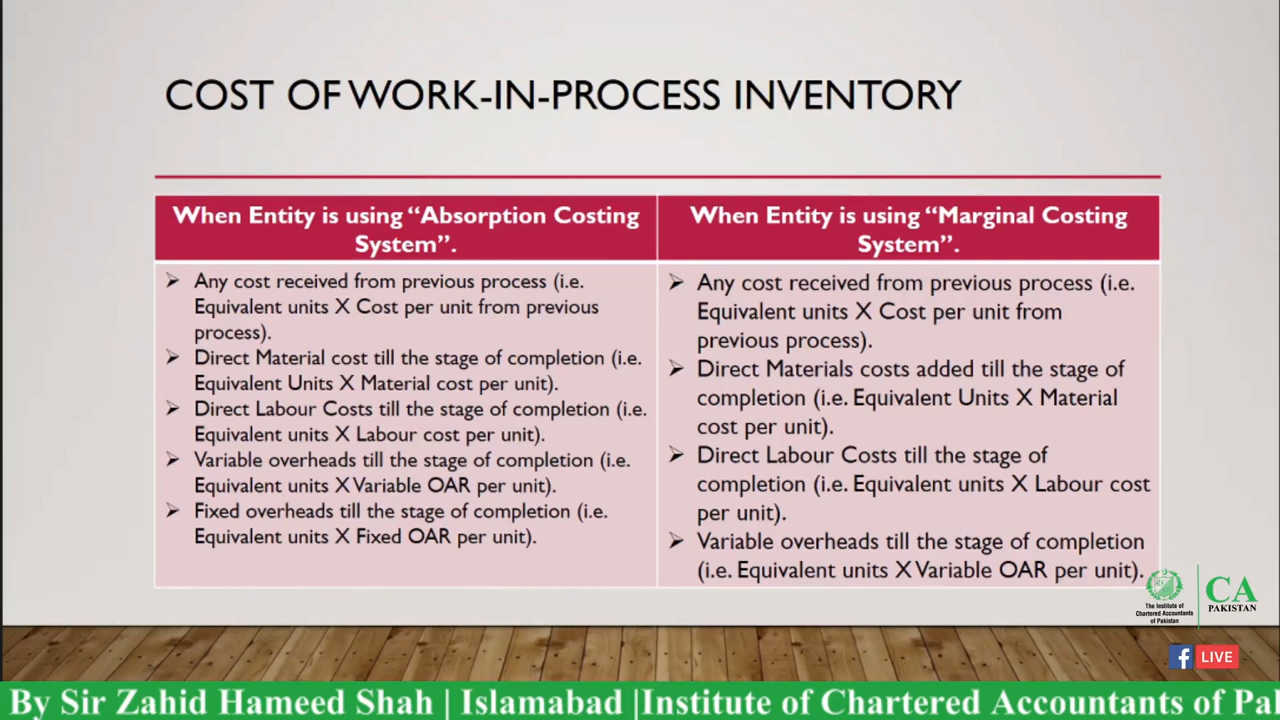 COST OF WORK-IN-PROCESS INVENTORY
When Entity is using “Absorption Costing
System”.
➢ Any cost received from previous process (i.e.
Equivalent units X Cost per unit from previous
process).
➢ Direct Material cost till the stage of completion (i.e.
Equivalent Units X Material cost per unit).
➢ Direct Labour Costs till the stage of completion (i.e.
Equivalent units X Labour cost per unit).
➢ Variable overheads till the stage of completion (i.e.
Equivalent units X Variable OAR per unit).
➢ Fixed overheads till the stage of completion (i.e.
Equivalent units X Fixed OAR per unit).
When Entity is using “Marginal Costing
System”.
➢ Any cost received from previous process (i.e.
Equivalent units X Cost per unit from
previous process).
➢ Direct Materials costs added till the stage of
completion (i.e. Equivalent Units X Material
cost per unit).
➢ Direct Labour Costs till the stage of
completion (i.e. Equivalent units X Labour cost
per unit).
➢ Variable overheads till the stage of completion
(i.e. Equivalent units X Variable OAR per unit).
The Institute of
Chartered Accountants
of Pakistan
CA
PAKISTAN
f LIVE
By Sir Zahid Hameed Shah | Islamabad |Institute of Chartered Accountants of Pal